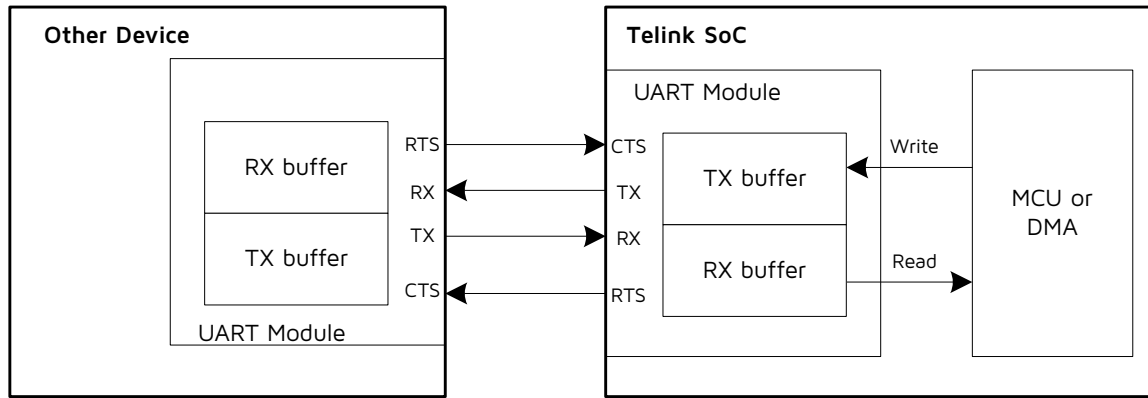 Other Device
RX buffer
TX buffer
UART Module
RTS
RX
TX
CTS
Telink SoC
UART Module
CTS
TX
RX
RTS
TX buffer
RX buffer
Write
Read
MCU or
DMA